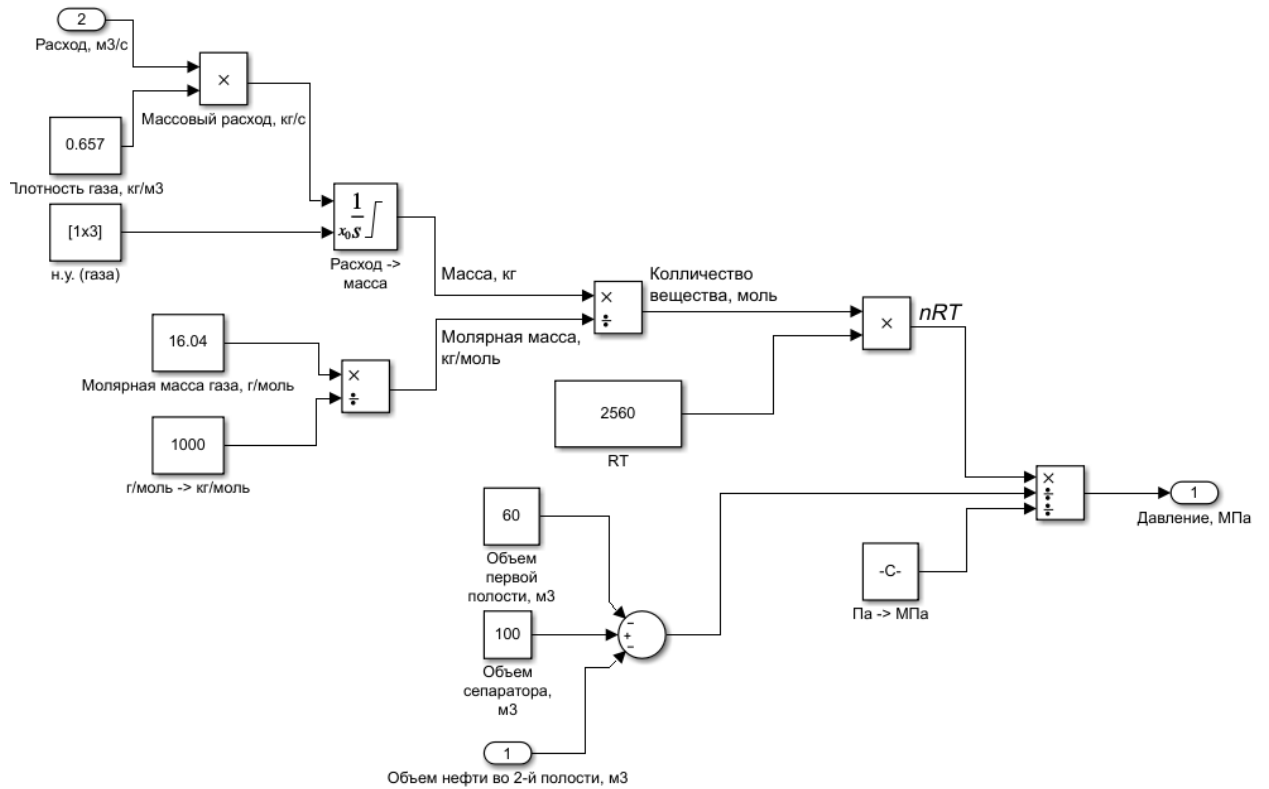 2
Расход, м3/с
×
Массовый расход, кг/с
0.657
Плотность газа, кг/м3
[1x3]
н.у. (газа)
1
s
x₀
Расход ->
масса
Масса, кг
Колличество
вещества, моль
×
÷
×
nRT
Молярная масса,
кг/моль
16.04
Молярная масса газа, г/моль
×
÷
1000
г/моль -> кг/моль
2560
RT
×
÷
÷
1
Давление, МПа
60
Объем
первой
полости, м3
-C-
Па -> МПа
−
+
−
100
Объем
сепаратора,
м3
1
Объем нефти во 2-й полости, м3